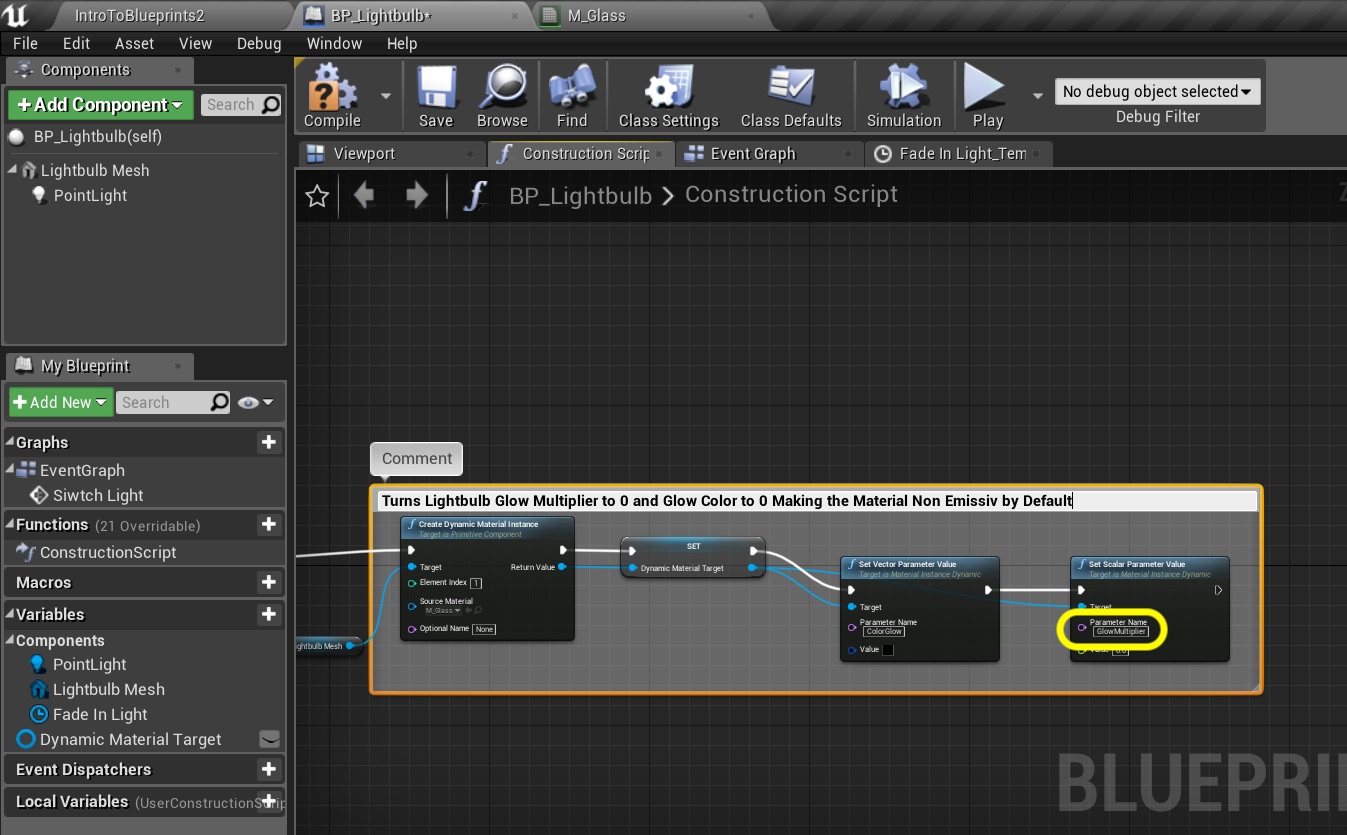 IntroToBlueprints2
BP_Lightbulb*
M_Glass
File Edit Asset View Debug Window Help
Components
Add Component
Search
BP_Lightbulb(self)
Lightbulb Mesh
PointLight
Compile
Save
Browse
Find
Class Settings
Class Defaults
Simulation
Play
No debug object selected
Debug Filter
Viewport
Construction Scrip
Event Graph
Fade In Light_Tem
BP_Lightbulb > Construction Script
My Blueprint
Add New
Search
Graphs
EventGraph
Siwtch Light
Functions (21 Overridable)
ConstructionScript
Macros
Variables
Components
PointLight
Lightbulb Mesh
Fade In Light
Dynamic Material Target
Event Dispatchers
Local Variables (UserConstructionScrip
Comment
Turns Lightbulb Glow Multiplier to 0 and Glow Color to 0 Making the Material Non Emissiv by Default
ightbulb Mesh
Create Dynamic Material Instance
Target is Primitive Component
Target
Return Value
Element Index 1
Source Material
M_Glass
Optional Name None
SET
Dynamic Material Target
Set Vector Parameter Value
Target is Material Instance Dynamic
Target
Parameter Name
ColorGlow
Value
Set Scalar Parameter Value
Target is Material Instance Dynamic
Target
Parameter Name
GlowMultiplier
Value 0.0
BLUEPRI